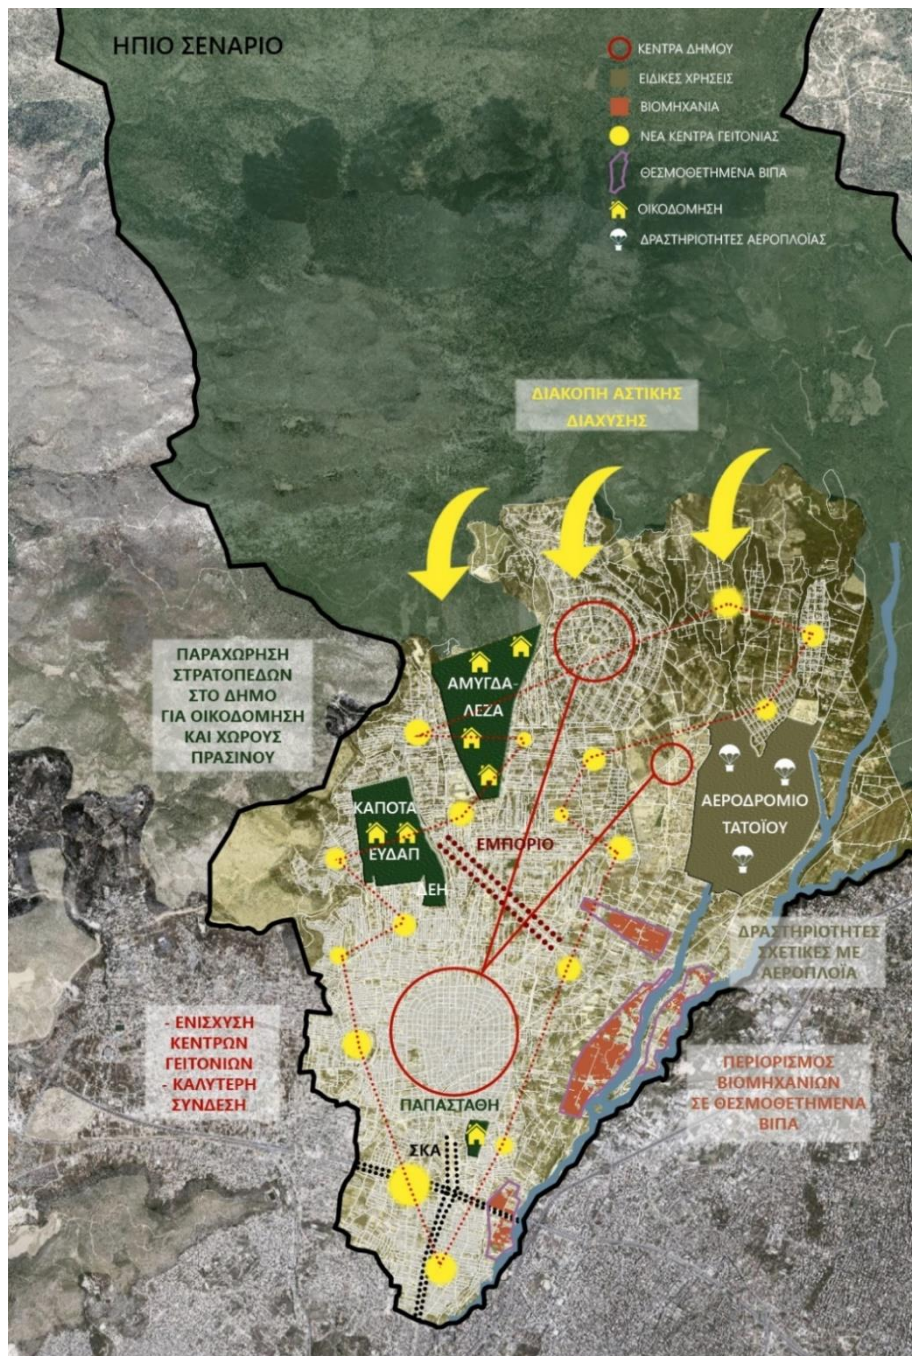 ΗΠΙΟ ΣΕΝΑΡΙΟ
ΚΕΝΤΡΑ ΔΗΜΟΥ
ΕΙΔΙΚΕΣ ΧΡΗΣΕΙΣ
ΒΙΟΜΗΧΑΝΙΑ
ΝΕΑ ΚΕΝΤΡΑ ΓΕΙΤΟΝΙΑΣ
ΘΕΣΜΟΘΕΤΗΜΕΝΑ ΒΙΠΑ
ΟΙΚΟΔΟΜΗΣΗ
ΔΡΑΣΤΗΡΙΟΤΗΤΕΣ ΑΕΡΟΠΛΟΪΑΣ
ΔΙΑΚΟΠΗ ΑΣΤΙΚΗΣ
ΔΙΑΧΥΣΗΣ
ΠΑΡΑΧΩΡΗΣΗ
ΣΤΡΑΤΟΠΕΔΩΝ
ΣΤΟ ΔΗΜΟ
ΓΙΑ ΟΙΚΟΔΟΜΗΣΗ
ΚΑΙ ΧΩΡΟΥΣ
ΠΡΑΣΙΝΟΥ
ΑΜΥΓΔΑ-
ΛΕΖΑ
ΚΑΠΟΤΑ
ΕΥΔΑΠ
ΔΕΗ
ΕΜΠΟΡΙΟ
ΑΕΡΟΔΡΟΜΙΟ
ΤΑΤΟΪΟΥ
ΔΡΑΣΤΗΡΙΟΤΗΤΕΣ
ΣΧΕΤΙΚΕΣ ΜΕ
ΑΕΡΟΠΛΟΪΑ
- ΕΝΙΣΧΥΣΗ
ΚΕΝΤΡΩΝ
ΓΕΙΤΟΝΙΩΝ
- ΚΑΛΥΤΕΡΗ
ΣΥΝΔΕΣΗ
ΠΕΡΙΟΡΙΣΜΟΣ
ΒΙΟΜΗΧΑΝΙΩΝ
ΣΕ ΘΕΣΜΟΘΕΤΗΜΕΝΑ
ΒΙΠΑ
ΠΑΠΑΣΤΑΘΗ
ΣΚΑ